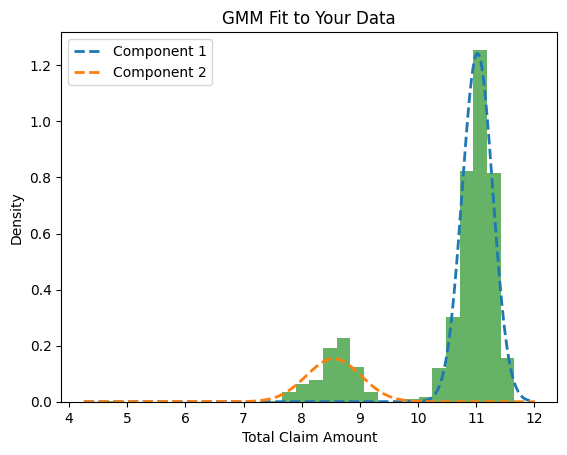 GMM Fit to Your Data
Component 1
Component 2
Density
1.2
1.0
0.8
0.6
0.4
0.2
0.0
4 5 6 7 8 9 10 11 12
Total Claim Amount